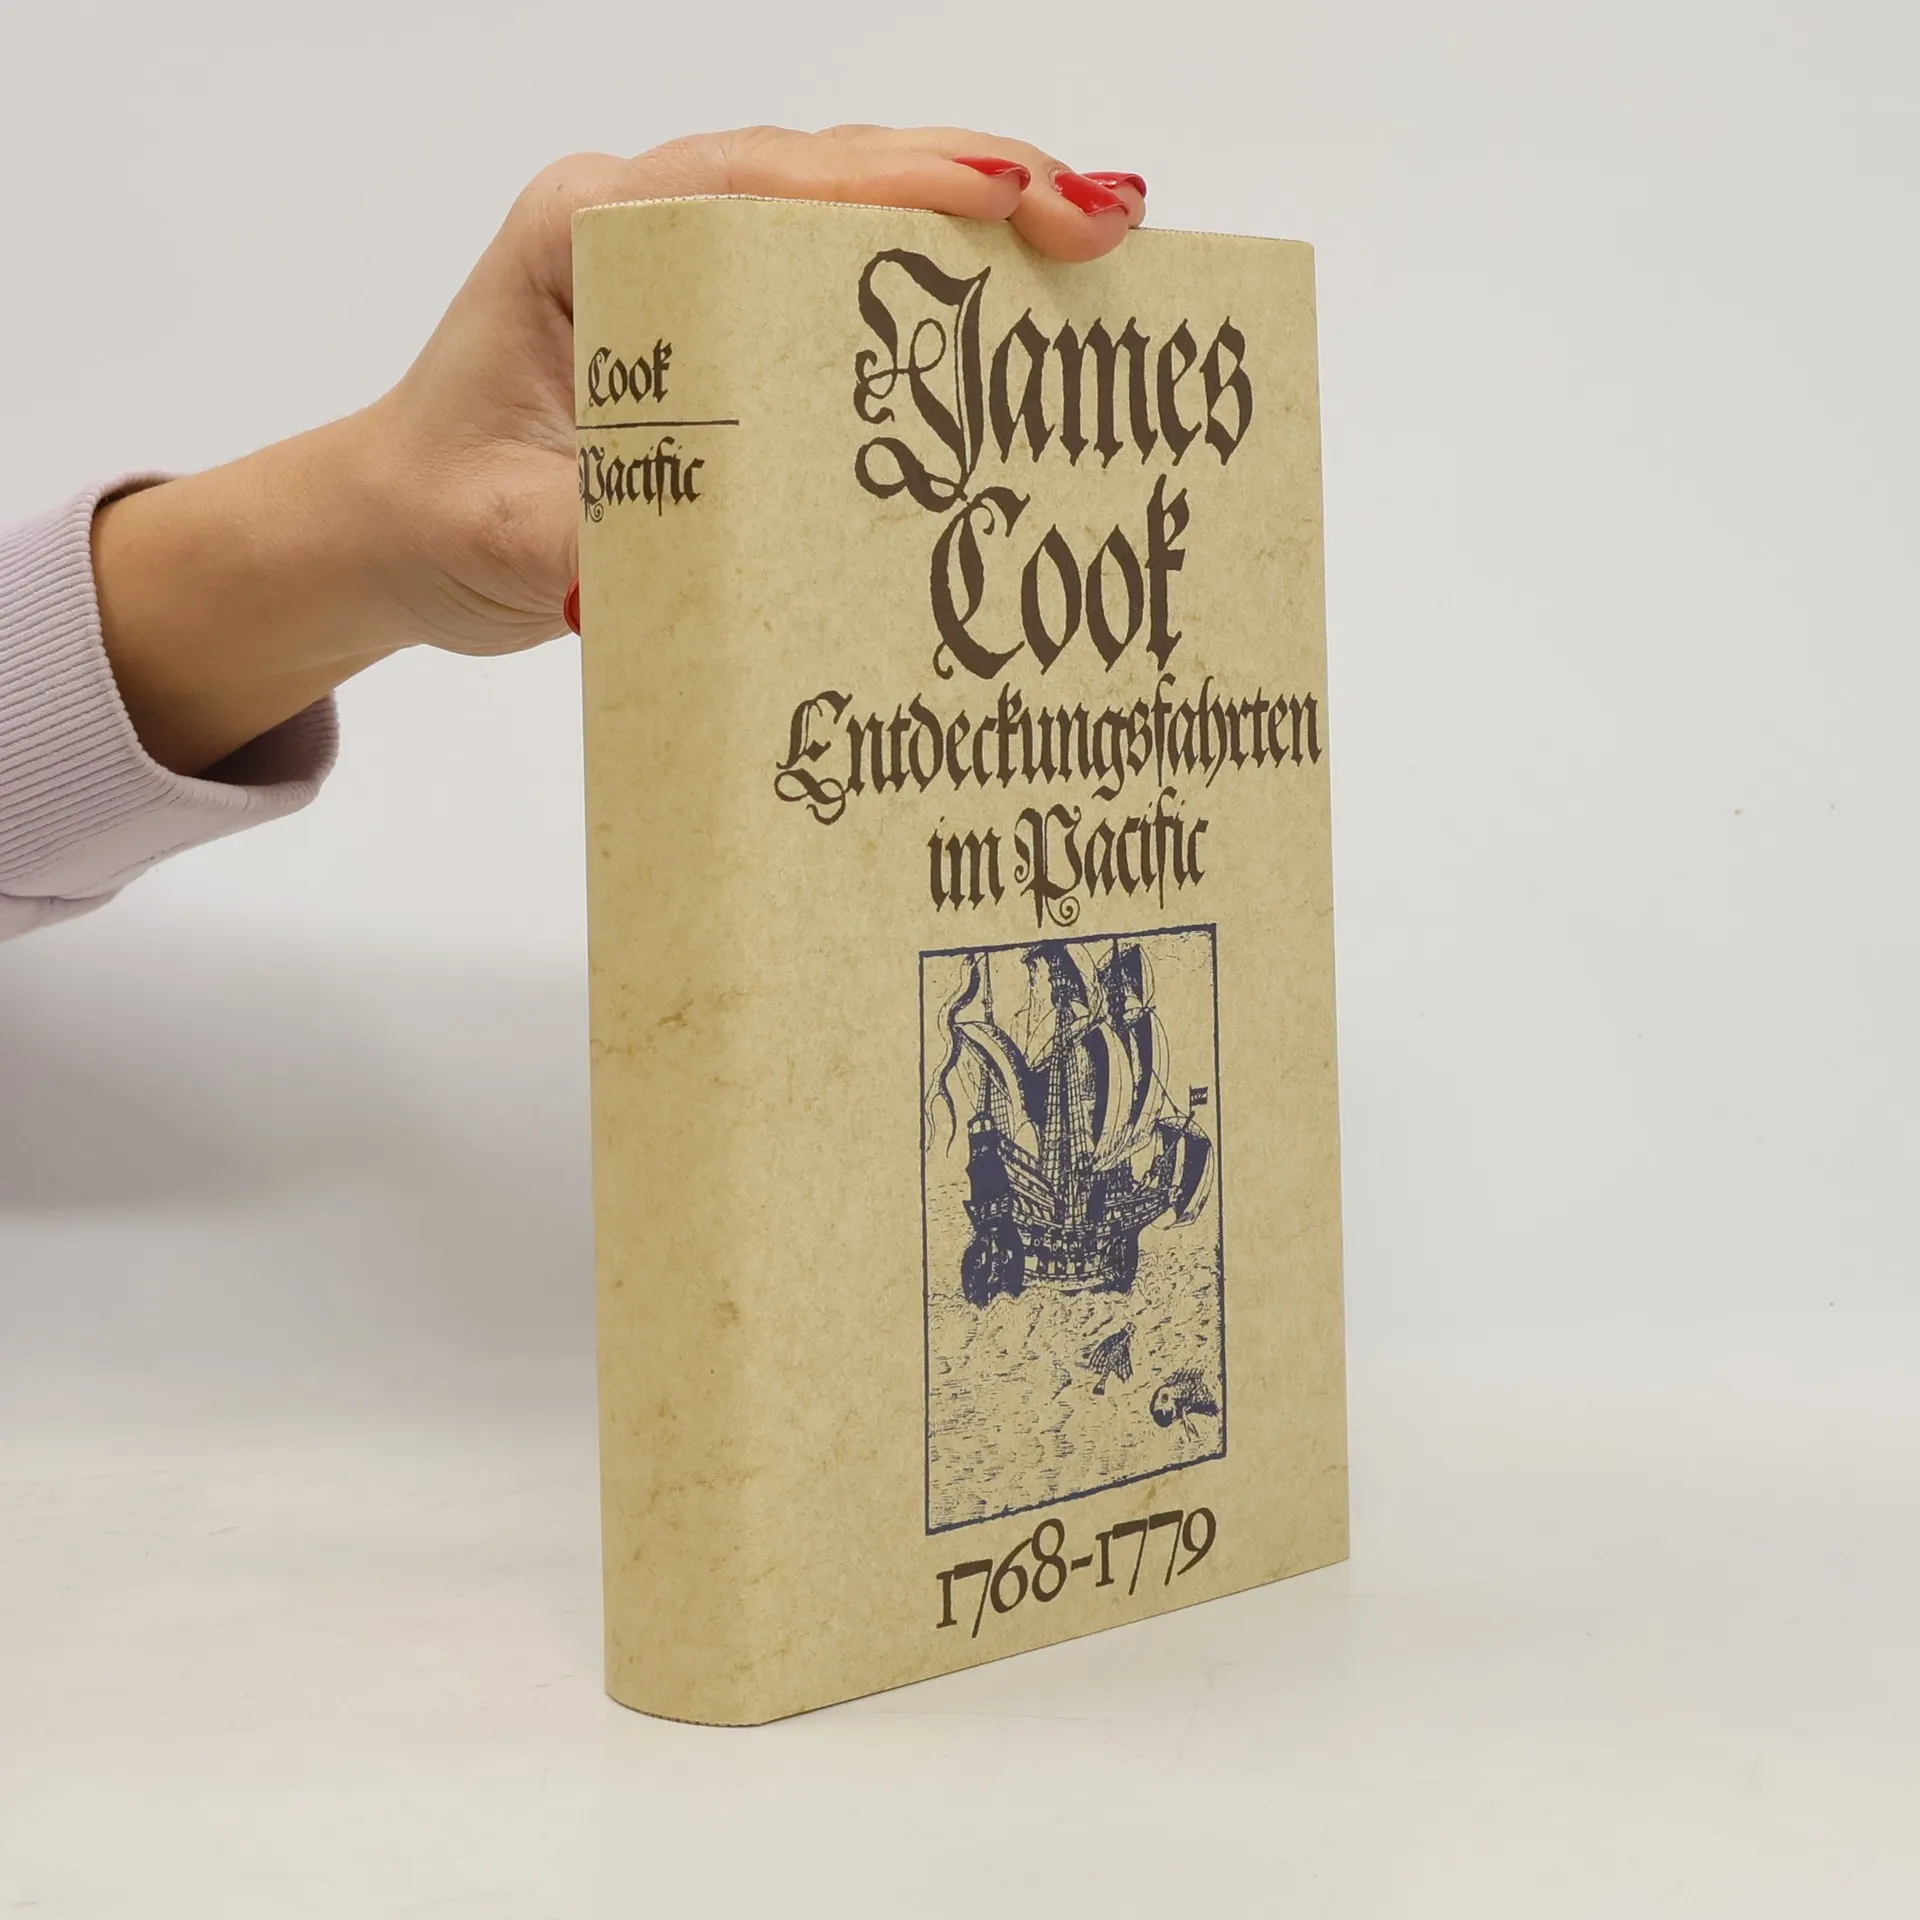 Cook
Pacific
James
Cook
Entdeckungsfahrten
im Pacific
1768-1779